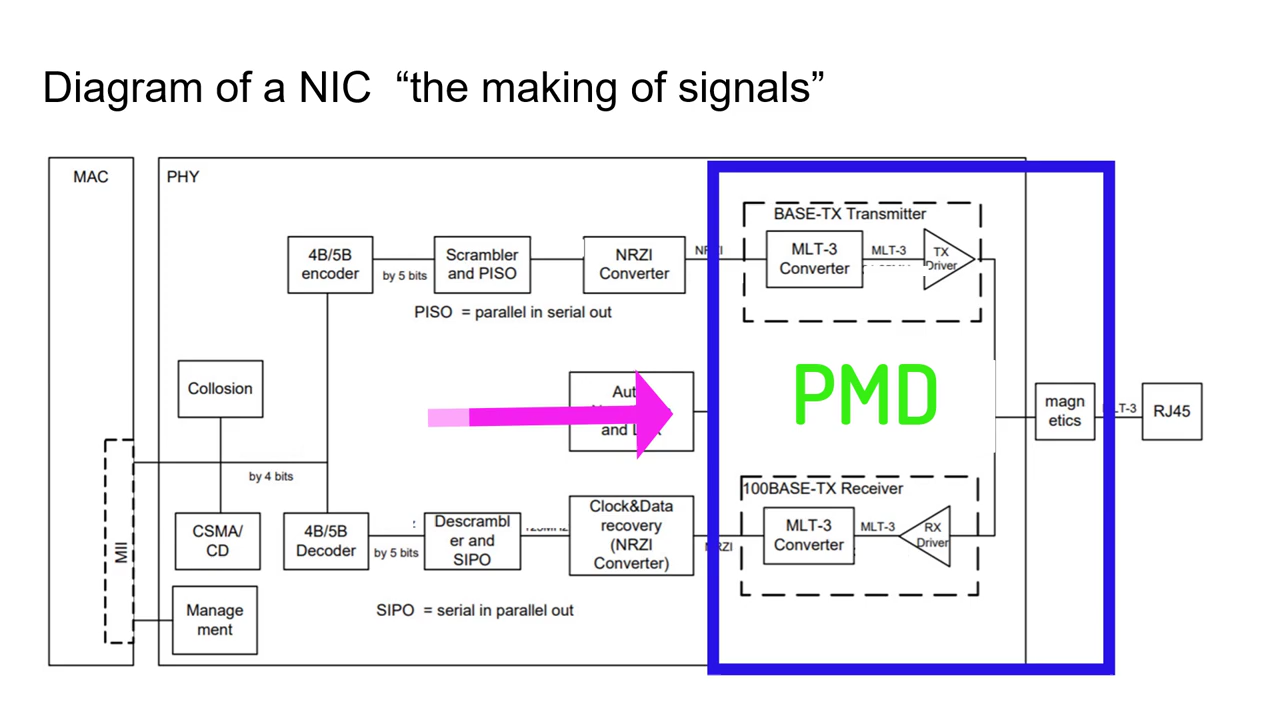 Diagram of a NIC “the making of signals”
MAC
PHY
BASE-TX Transmitter
4B/5B
encoder
by 5 bits
Scrambler
and PISO
NRZI
Converter
MLT-3
Converter
MLT-3
TX
Driver
PISO = parallel in serial out
Collosion
and
PMD
magn
etics
RJ45
by 4 bits
MII
CSMA/
CD
4B/5B
Decoder
by 5 bits
Descrambl
er and
SIPO
Clock&Data
recovery
(NRZI
Converter)
100BASE-TX Receiver
MLT-3
Converter
MLT-3
RX
Driver
Manage
ment
SIPO = serial in parallel out